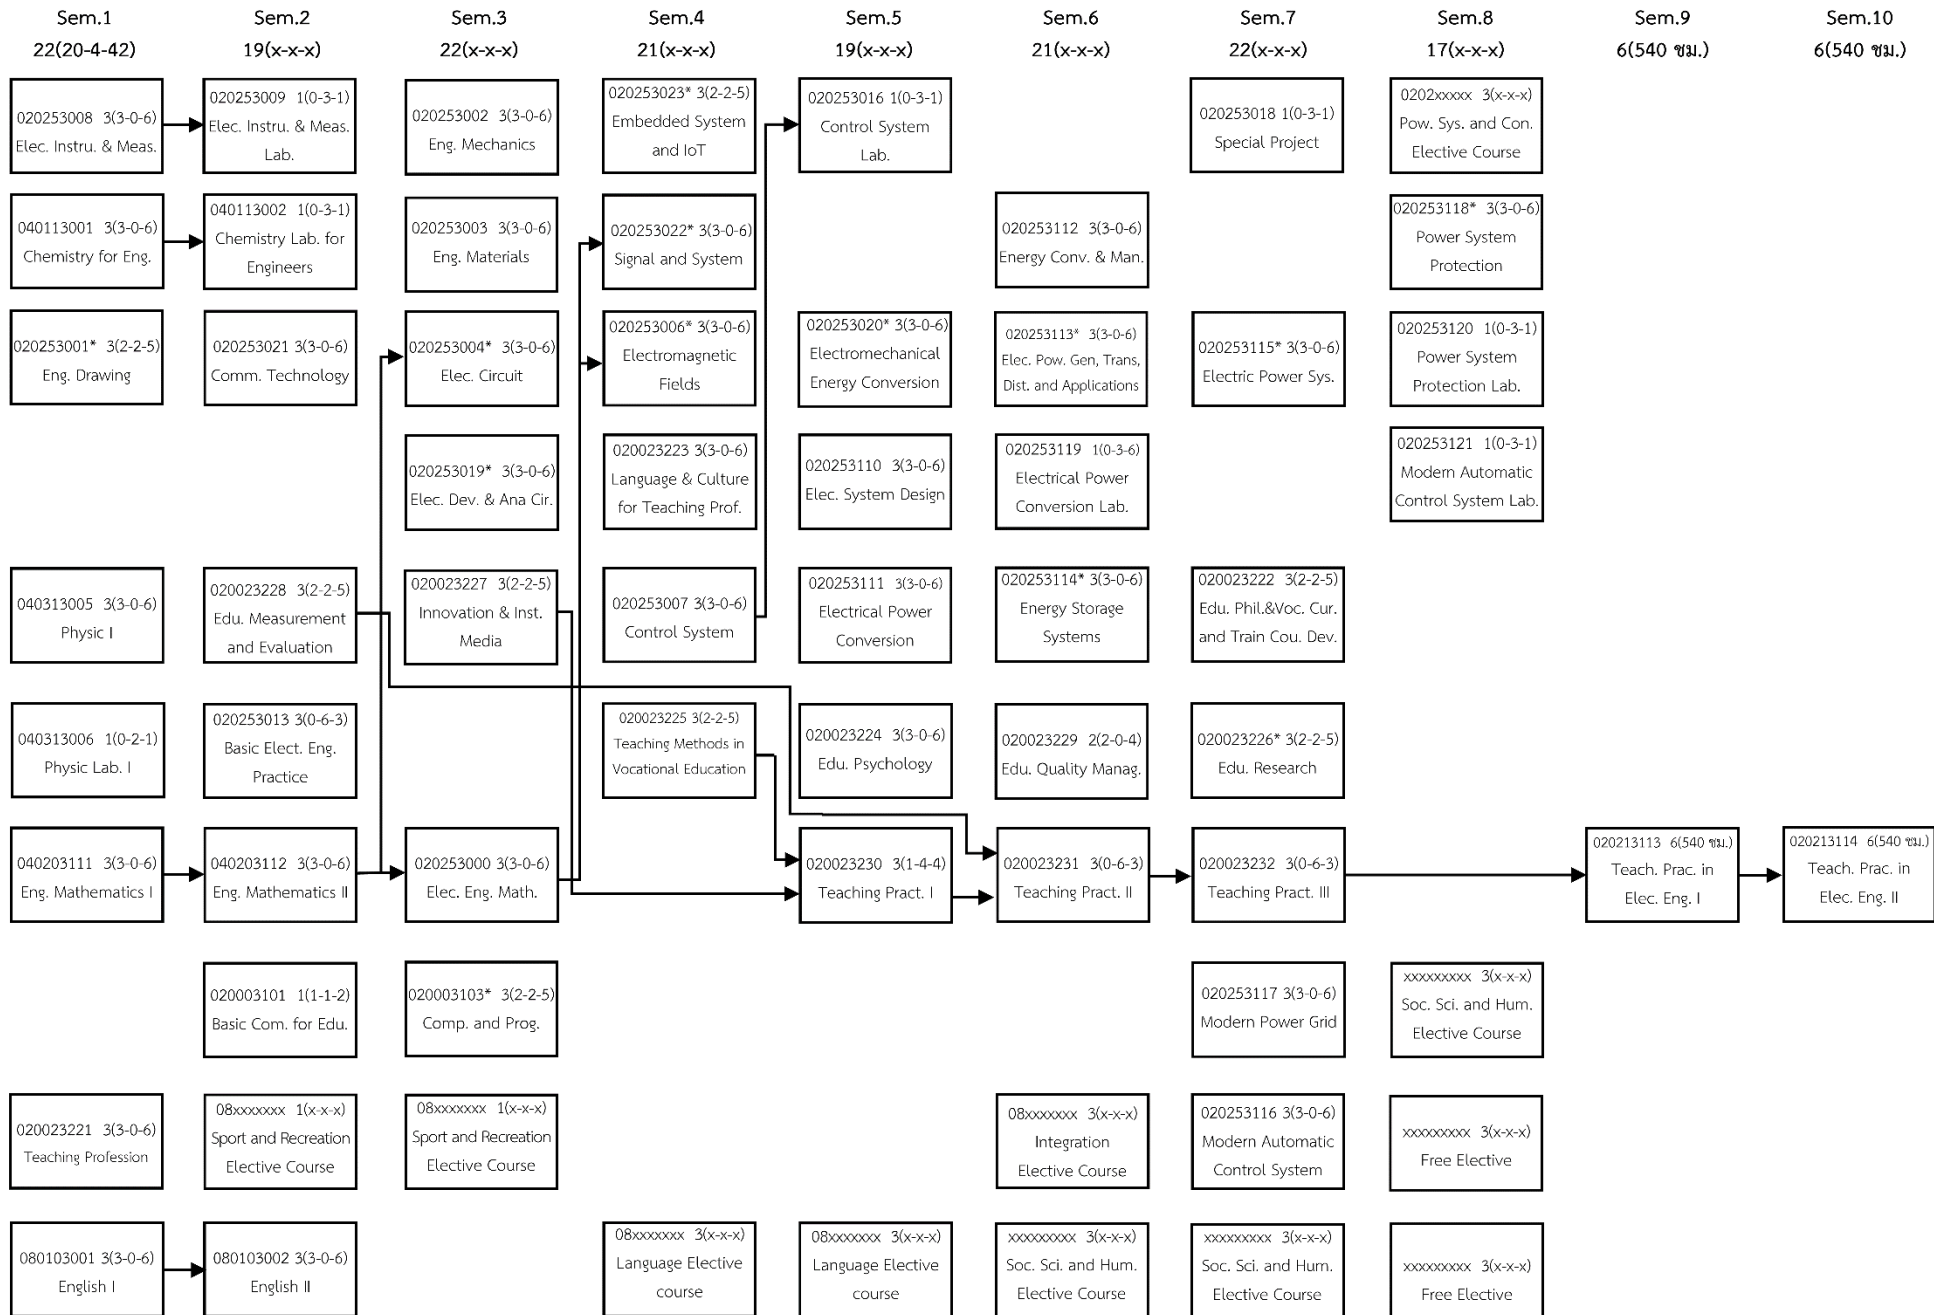 Sem.1
22(20-4-42)
020253008 3(3-0-6)
Elec. Instru. & Meas.
040113001 3(3-0-6)
Chemistry for Eng.
020253001* 3(2-2-5)
Eng. Drawing
040313005 3(3-0-6)
Physic I
040313006 1(0-2-1)
Physic Lab. I
040203111 3(3-0-6)
Eng. Mathematics I
020023221 3(3-0-6)
Teaching Profession
080103001 3(3-0-6)
English I
Sem.2
19(x-x-x)
020253009 1(0-3-1)
Elec. Instru. & Meas.
Lab.
040113002 1(0-3-1)
Chemistry Lab. for
Engineers
020253021 3(3-0-6)
Comm. Technology
020023228 3(2-2-5)
Edu. Measurement
and Evaluation
020253013 3(0-6-3)
Basic Elect. Eng.
Practice
040203112 3(3-0-6)
Eng. Mathematics II
020003101 1(1-1-2)
Basic Com. for Edu.
08xxxxxxx 1(x-x-x)
Sport and Recreation
Elective Course
080103002 3(3-0-6)
English II
Sem.3
22(x-x-x)
020253002 3(3-0-6)
Eng. Mechanics
020253003 3(3-0-6)
Eng. Materials
020253004* 3(3-0-6)
Elec. Circuit
020253019* 3(3-0-6)
Elec. Dev. & Ana Cir.
020023227 3(2-2-5)
Innovation & Inst.
Media
020253000 3(3-0-6)
Elec. Eng. Math.
020003103* 3(2-2-5)
Comp. and Prog.
08xxxxxxx 1(x-x-x)
Sport and Recreation
Elective Course
Sem.4
21(x-x-x)
020253023* 3(2-2-5)
Embedded System
and IoT
020253022* 3(3-0-6)
Signal and System
020253006* 3(3-0-6)
Electromagnetic
Fields
020023223 3(3-0-6)
Language & Culture
for Teaching Prof.
020253007 3(3-0-6)
Control System
020023225 3(2-2-5)
Teaching Methods in
Vocational Education
08xxxxxxx 3(x-x-x)
Language Elective
course
Sem.5
19(x-x-x)
020253016 1(0-3-1)
Control System
Lab.
020253020* 3(3-0-6)
Electromechanical
Energy Conversion
020253110 3(3-0-6)
Elec. System Design
020253111 3(3-0-6)
Electrical Power
Conversion
020023224 3(3-0-6)
Edu. Psychology
020023230 3(1-4-4)
Teaching Pract. I
08xxxxxxx 3(x-x-x)
Language Elective
course
Sem.6
21(x-x-x)
020253112 3(3-0-6)
Energy Conv. & Man.
020253113* 3(3-0-6)
Elec. Pow. Gen, Trans,
Dist. and Applications
020253119 1(0-3-6)
Electrical Power
Conversion Lab.
020253114* 3(3-0-6)
Energy Storage
Systems
020023229 2(2-0-4)
Edu. Quality Manag.
020023231 3(0-6-3)
Teaching Pract. II
08xxxxxxx 3(x-x-x)
Integration
Elective Course
xxxxxxxxx 3(x-x-x)
Soc. Sci. and Hum.
Elective Course
Sem.7
22(x-x-x)
020253018 1(0-3-1)
Special Project
020253115* 3(3-0-6)
Electric Power Sys.
020023222 3(2-2-5)
Edu. Phil.&Voc. Cur.
and Train Cou. Dev.
020023226* 3(2-2-5)
Edu. Research
020023232 3(0-6-3)
Teaching Pract. III
020253117 3(3-0-6)
Modern Power Grid
020253116 3(3-0-6)
Modern Automatic
Control System
xxxxxxxxx 3(x-x-x)
Soc. Sci. and Hum.
Elective Course
Sem.8
17(x-x-x)
0202xxxxx 3(x-x-x)
Pow. Sys. and Con.
Elective Course
020253118* 3(3-0-6)
Power System
Protection
020253120 1(0-3-1)
Power System
Protection Lab.
020253121 1(0-3-1)
Modern Automatic
Control System Lab.
xxxxxxxxx 3(x-x-x)
Soc. Sci. and Hum.
Elective Course
xxxxxxxxx 3(x-x-x)
Free Elective
xxxxxxxxx 3(x-x-x)
Free Elective
Sem.9
6(540 ชม.)
020213113 6(540 ชม.)
Teach. Prac. in
Elec. Eng. I
Sem.10
6(540 ชม.)
020213114 6(540 ชม.)
Teach. Prac. in
Elec. Eng. II